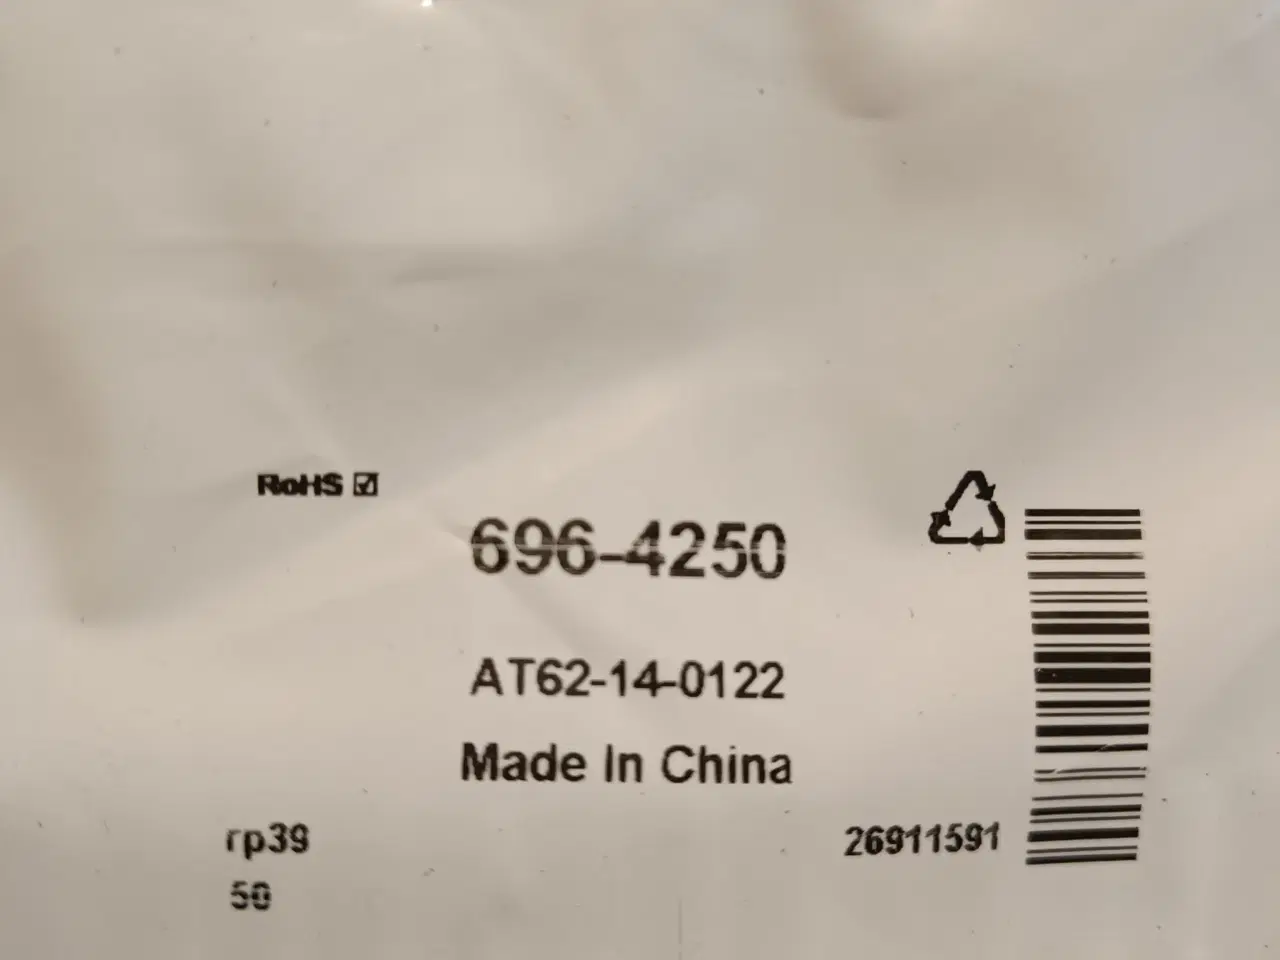 RoHS ☑
696-4250
AT62-14-0122
Made In China
rp39
26911591
50